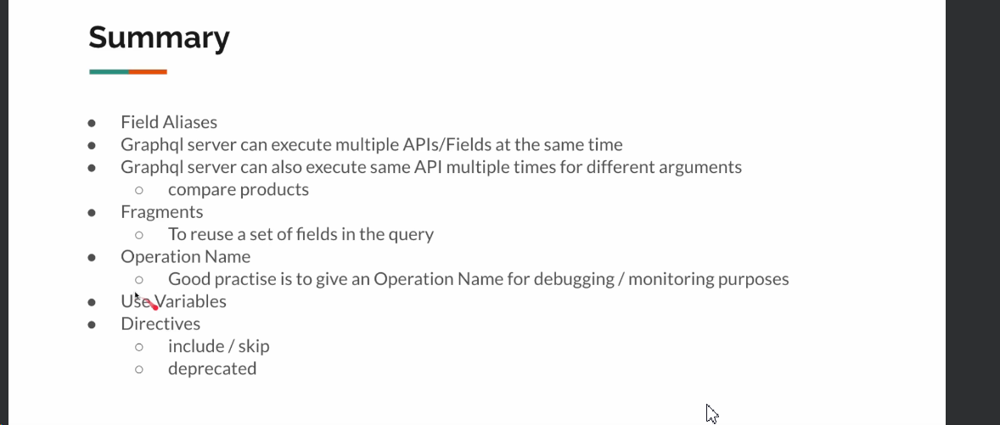 Summary
● Field Aliases
● Graphql server can execute multiple APIs/Fields at the same time
● Graphql server can also execute same API multiple times for different arguments
○ compare products
● Fragments
○ To reuse a set of fields in the query
● Operation Name
○ Good practise is to give an Operation Name for debugging / monitoring purposes
● Use Variables
● Directives
○ include / skip
○ deprecated